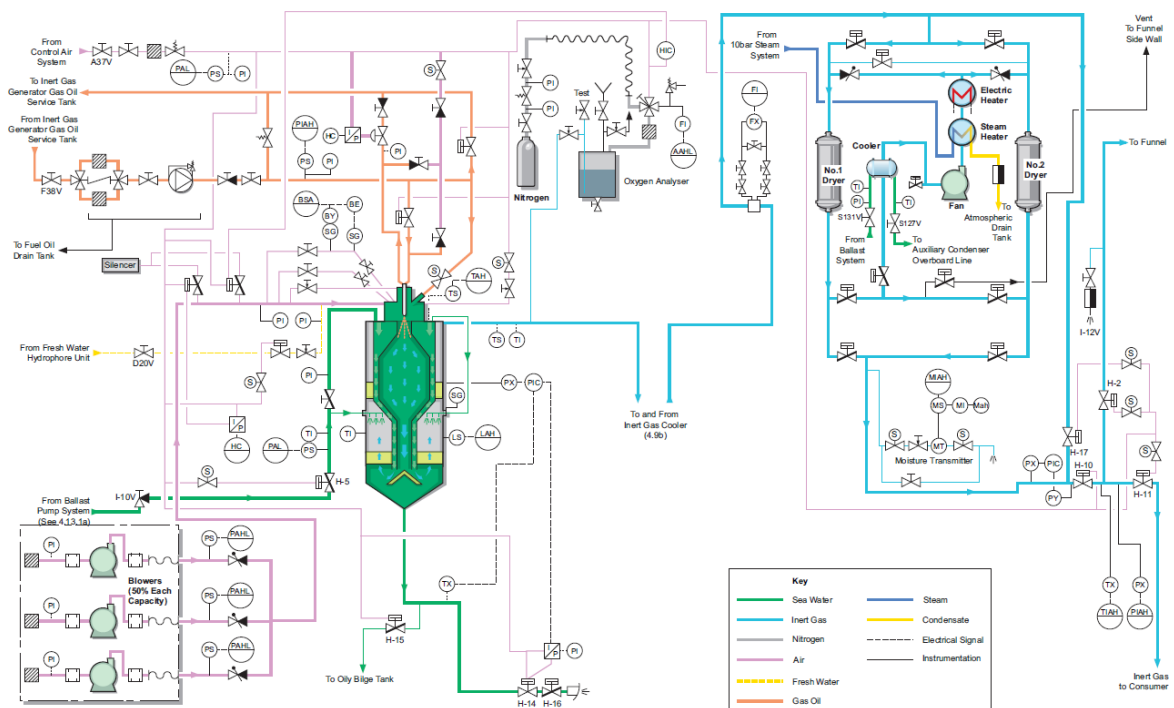 From
Control Air
System
A37V
PAL
PS
PI
S
HIC
To Inert Gas
Generator Gas Oil
Service Tank
From Inert Gas
Generator Gas Oil
Service Tank
F38V
PIAH
PS
PI
HC
I
P
PI
PI
PI
Nitrogen
Test
Oxygen Analyser
FI
AAHL
FI
FX
To Fuel Oil
Drain Tank
Silencer
BSA
BY
BE
SG
SG
S
S
TS
TAH
PI
PI
TS
TI
From Fresh Water
Hydrophore Unit
D20V
PI
S
I
P
HC
TI
PAL
PS
PX
PIC
SG
LS
LAH
To and From
Inert Gas Cooler
(4.9b)
S
H-5
I-10V
From Ballast
Pump System
(See 4.13.1a)
PI
PS
PAHL
Blowers
(50% Each
Capacity)
PI
PS
PAHL
PI
PS
PAHL
TX
H-15
To Oily Bilge Tank
I
P
PI
H-14
H-16
From
10bar Steam
System
Vent
To Funnel
Side Wall
Electric
Heater
Steam
Heater
To Funnel
No.1
Dryer
Cooler
No.2
Dryer
TI
PI
TI
S131V
S127V
Fan
To
Atmospheric
Drain Tank
From
Ballast
System
To
Auxiliary Condenser
Overboard Line
I-12V
MIAH
MS
MI
Mah
S
MT
S
Moisture Transmitter
H-2
S
S
S
H-17
PX
PIC
PY
H-10
H-11
TX
PX
TIAH
PIAH
Inert Gas
to Consumer
Key
Sea Water
Steam
Inert Gas
Condensate
Nitrogen
Electrical Signal
Air
Instrumentation
Fresh Water
Gas Oil